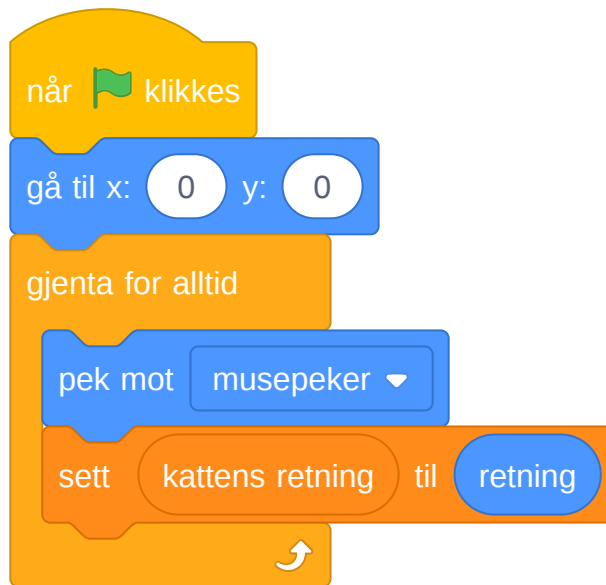 når klikkes
gå til x: 0 y: 0
gjenta for alltid
pek mot musepeker
sett kattens retning til retning